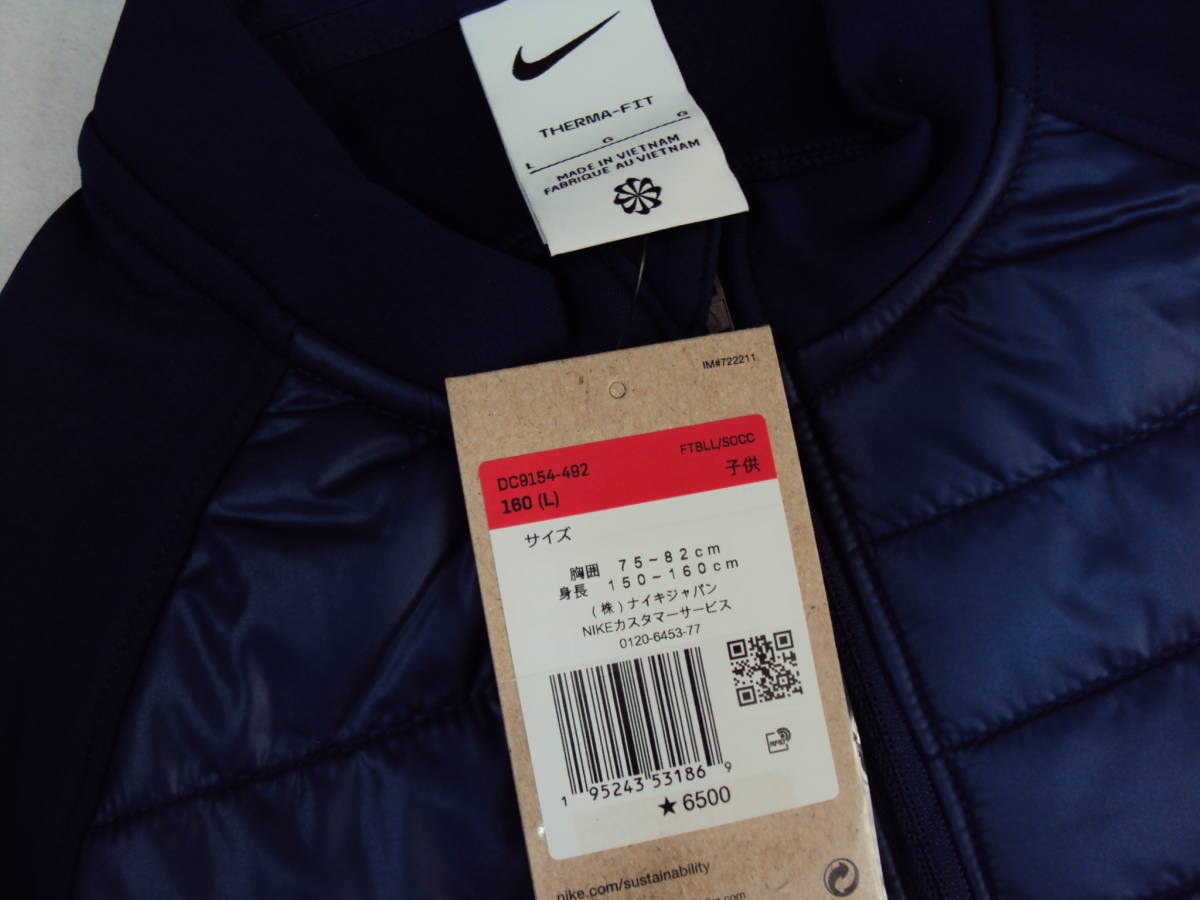 THERMA-FIT
L G G
MADE IN VIETNAM
FABRIQUE AU VIETNAM
IM#722211
DC9154-492 FTBLL/SOCC
160 (L) 子供
サイズ
胸囲 75~82cm
身長 150~160cm
(株)ナイキジャパン
NIKEカスタマーサービス
0120-6453-77
RFID
1 95243 53186 9
★6500
nike.com/sustainability